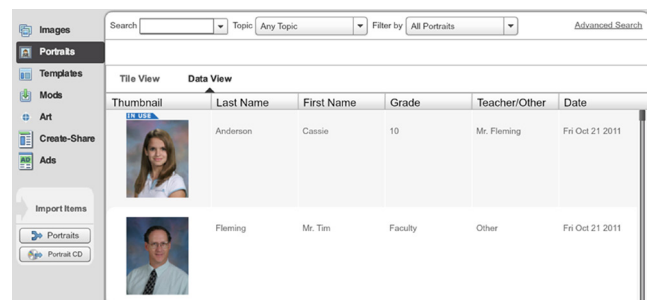 Images
Portraits
Templates
Mods
Art
Create-Share
AD
Ads
Import Items
Portraits
Portrait CD
Search Topic Any Topic Filter by All Portraits Advanced Search
Tile View Data View
Thumbnail Last Name First Name Grade Teacher/Other Date
IN USE
Anderson Cassie 10 Mr. Fleming Fri Oct 21 2011
Fleming Mr. Tim Faculty Other Fri Oct 21 2011